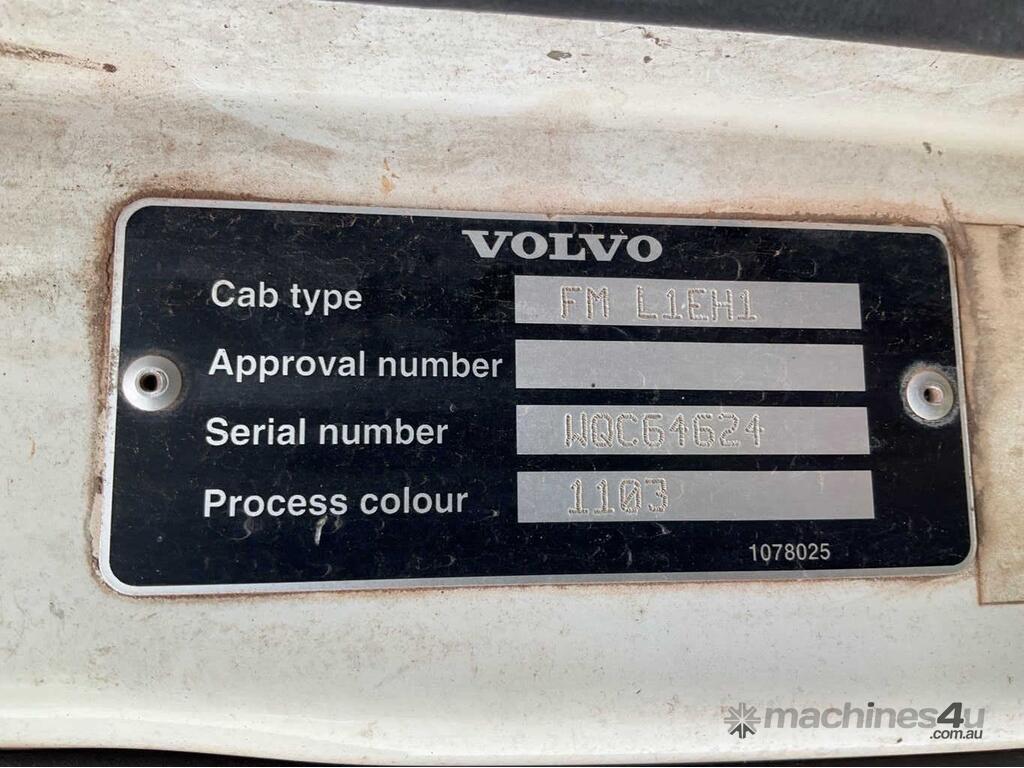 VOLVO
Cab type FM L1EH1
Approval number
Serial number WQC64624
Process colour 1103
1078025
machines4u
.com.au